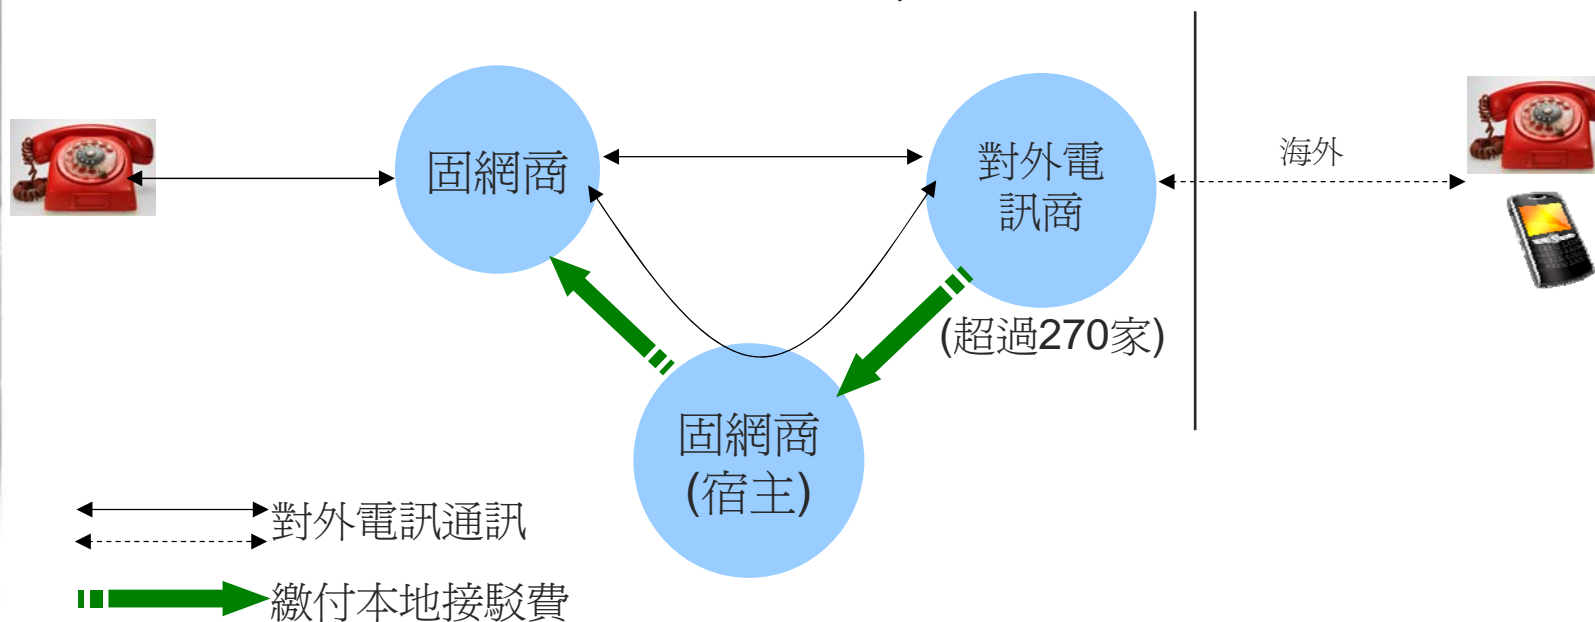 固網商
對外電
訊商
海外
(超過270家)
固網商
(宿主)
對外電訊通訊
繳付本地接駁費